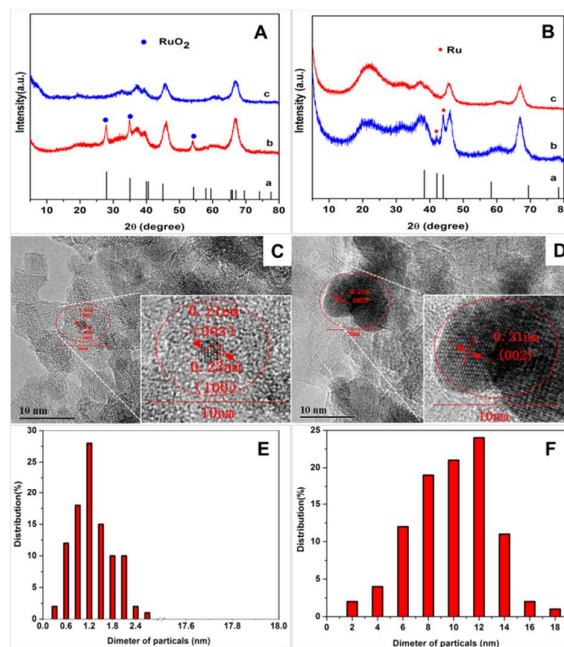 A
RuO2
Intensity(a.u.)
c
b
a
10 20 30 40 50 60 70 80
2θ (degree)
B
Ru
Intensity(a.u.)
c
b
a
10 20 30 40 50 60 70 80
2θ (degree)
C
0.21nm
(002)
0.23nm
(100)
10nm
10 nm
D
0.21nm
(002)
10nm
10 nm
E
Distribution(%)
30
25
20
15
10
5
0
0.0 0.6 1.2 1.8 2.4 17.6 17.8 18.0
Dimeter of particals (nm)
F
Distribution(%)
25
20
15
10
5
0
0 2 4 6 8 10 12 14 16 18
Dimeter of particals (nm)